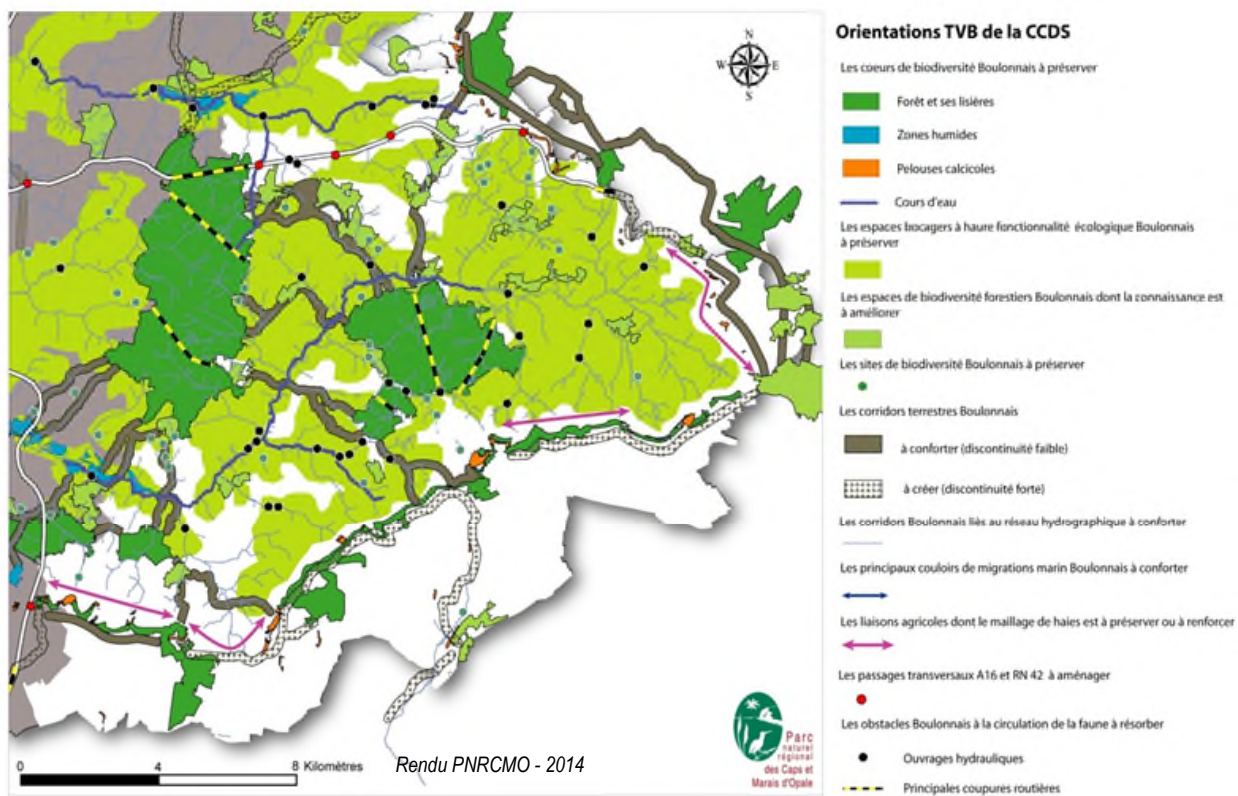 Orientations TVB de la CCDS
Les coeurs de biodiversité Boulonnais à préserver
Forêt et ses lisières
Zones humides
Pelouses calcicoles
Cours d'eau
Les espaces bocagers à haure fonctionnalité écologique Boulonnais
à préserver
Les espaces de biodiversité forestiers Boulonnais dont la connaissance est
à améliorer
Les sites de biodiversité Boulonnais à préserver
Les corridors terrestres Boulonnais
à conforter (discontinuité faible)
à créer (discontinuité forte)
Les corridors Boulonnais liés au réseau hydrographique à conforter
Les principaux couloirs de migrations marin Boulonnais à conforter
Les liaisons agricoles dont le maillage de haies est à préserver ou à renforcer
Les passages transversaux A16 et RN 42 à aménager
Les obstacles Boulonnais à la circulation de la faune à résorber
Ouvrages hydrauliques
Principales coupures routières
N
W E
S
0 4 8 Kilomètres
Rendu PNRCMO - 2014
Parc
naturel
régional
des Caps et
Marais d'Opale